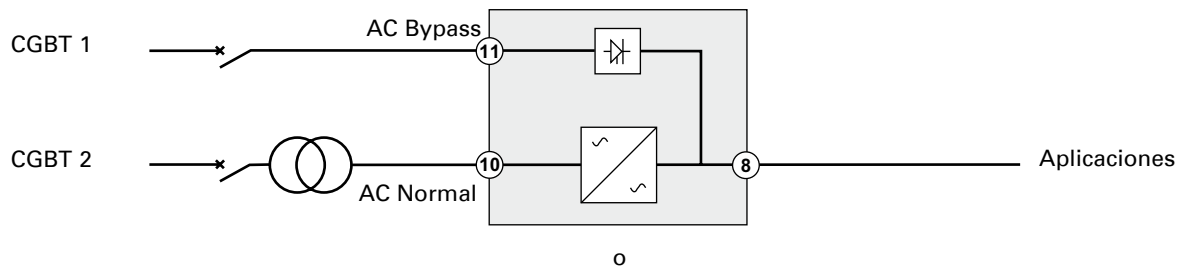 CGBT 1
AC Bypass
11
CGBT 2
10
AC Normal
8
Aplicaciones
o